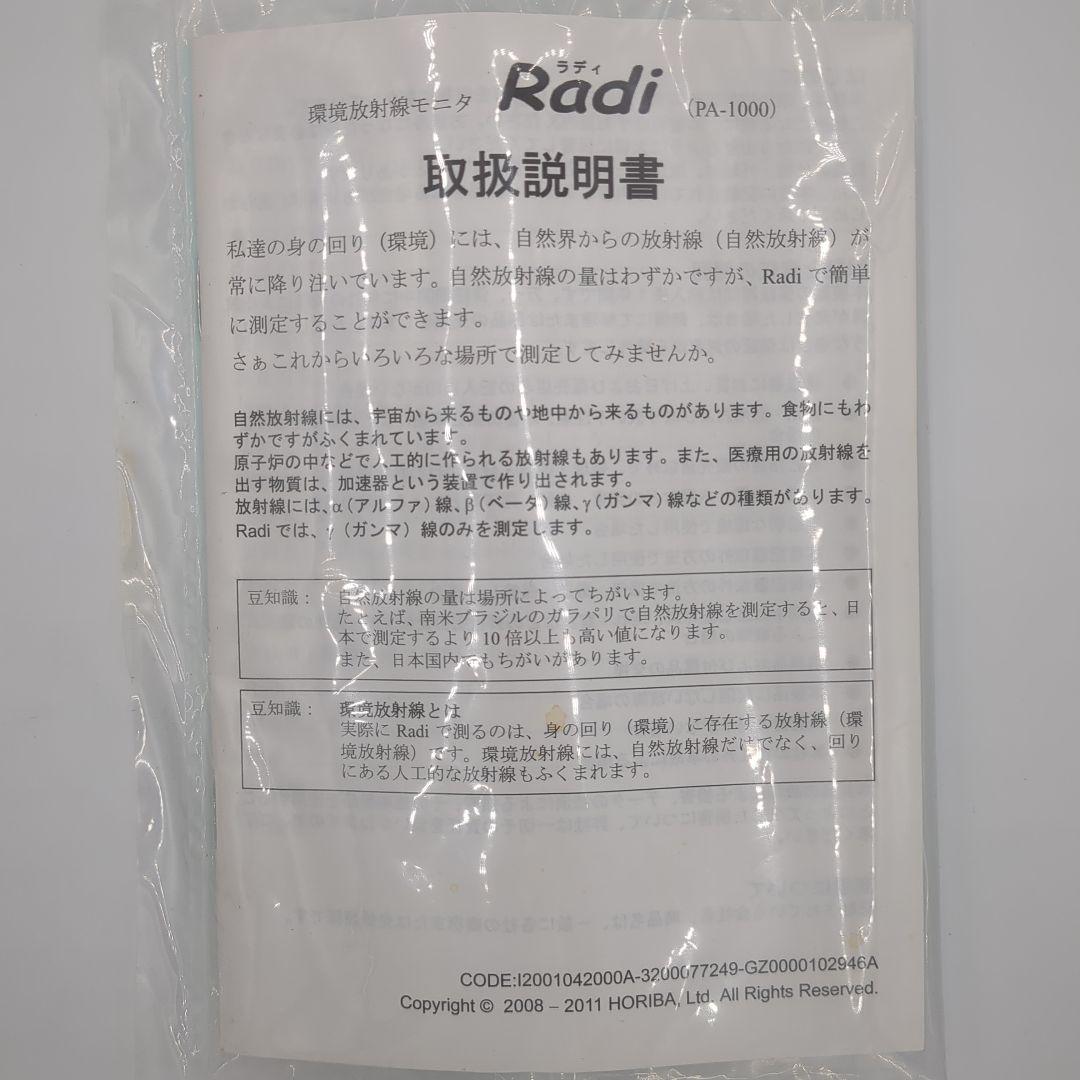 ラディ
環境放射線モニタ Radi (PA-1000)
取扱説明書
私達の身の回り（環境）には、自然界からの放射線（自然放射線）が
常に降り注いでいます。自然放射線の量はわずかですが、Radi で簡単
に測定することができます。
さぁこれからいろいろな場所で測定してみませんか。
自然放射線には、宇宙から来るものや地中から来るものがあります。食物にもわ
ずかですがふくまれています。
原子炉の中などで人工的に作られる放射線もあります。また、医療用の放射線を
出す物質は、加速器という装置で作り出されます。
放射線には、α（アルファ）線、β（ベータ）線、γ（ガンマ）線などの種類があります。
Radi では、γ（ガンマ）線のみを測定します。
豆知識： 自然放射線の量は場所によってちがいます。
たとえば、南米ブラジルのガラパリで自然放射線を測定すると、日
本で測定するより 10 倍以上も高い値になります。
また、日本国内でもちがいがあります。
豆知識： 環境放射線とは
実際に Radi で測るのは、身の回り（環境）に存在する放射線（環
境放射線）です。環境放射線には、自然放射線だけでなく、回り
にある人工的な放射線もふくまれます。
CODE:I2001042000A-3200077249-GZ0000102946A
Copyright © 2008 – 2011 HORIBA, Ltd. All Rights Reserved.